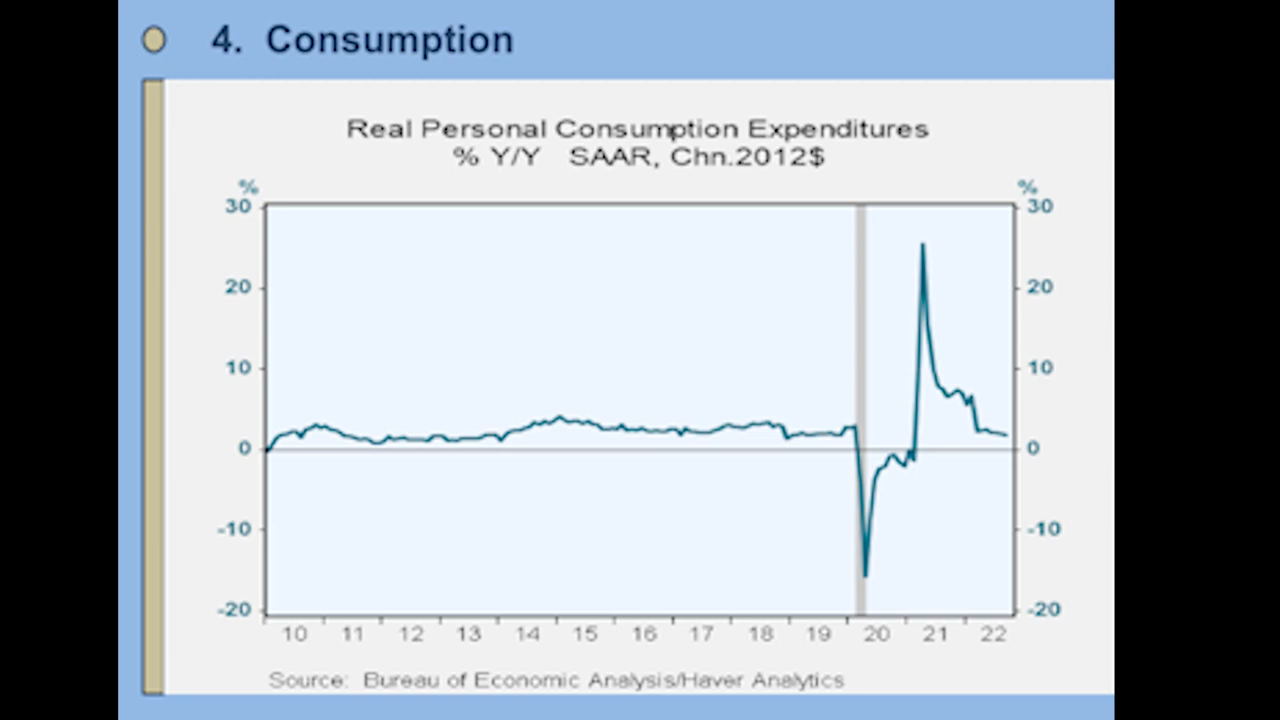 4. Consumption
Real Personal Consumption Expenditures
% Y/Y SAAR, Chn.2012$
% %
30 30
20 20
10 10
0 0
-10 -10
-20 -20
10 11 12 13 14 15 16 17 18 19 20 21 22
Source: Bureau of Economic Analysis/Haver Analytics